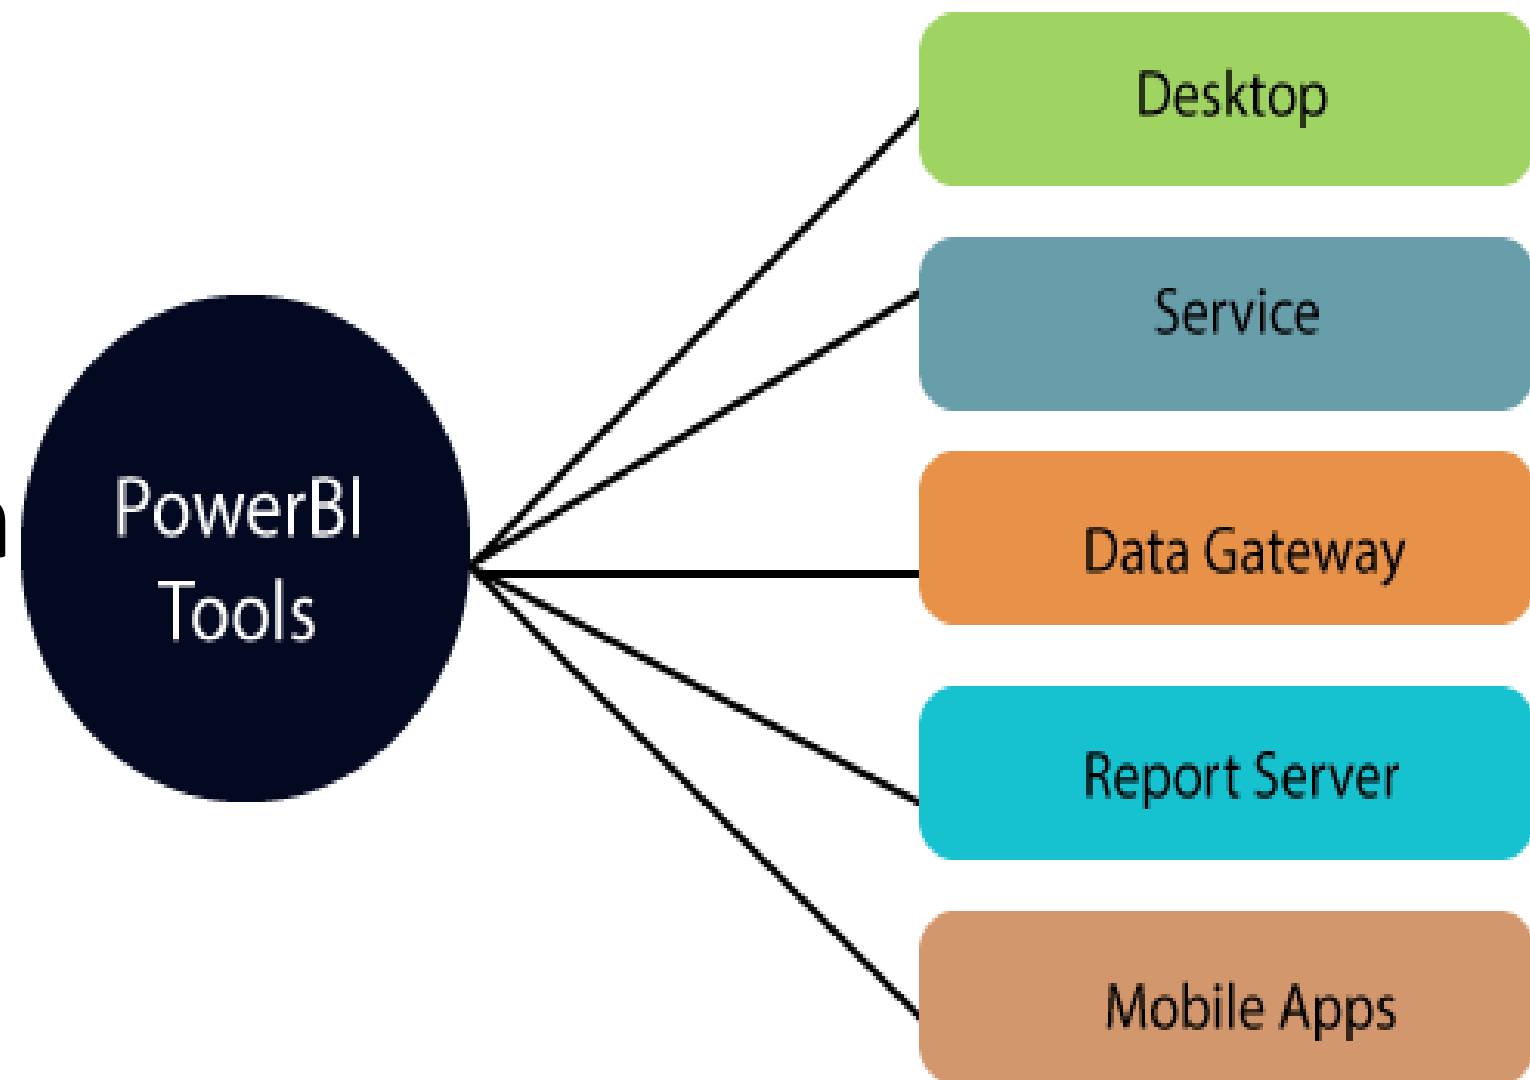 PowerBI
Tools
Desktop
Service
Data Gateway
Report Server
Mobile Apps